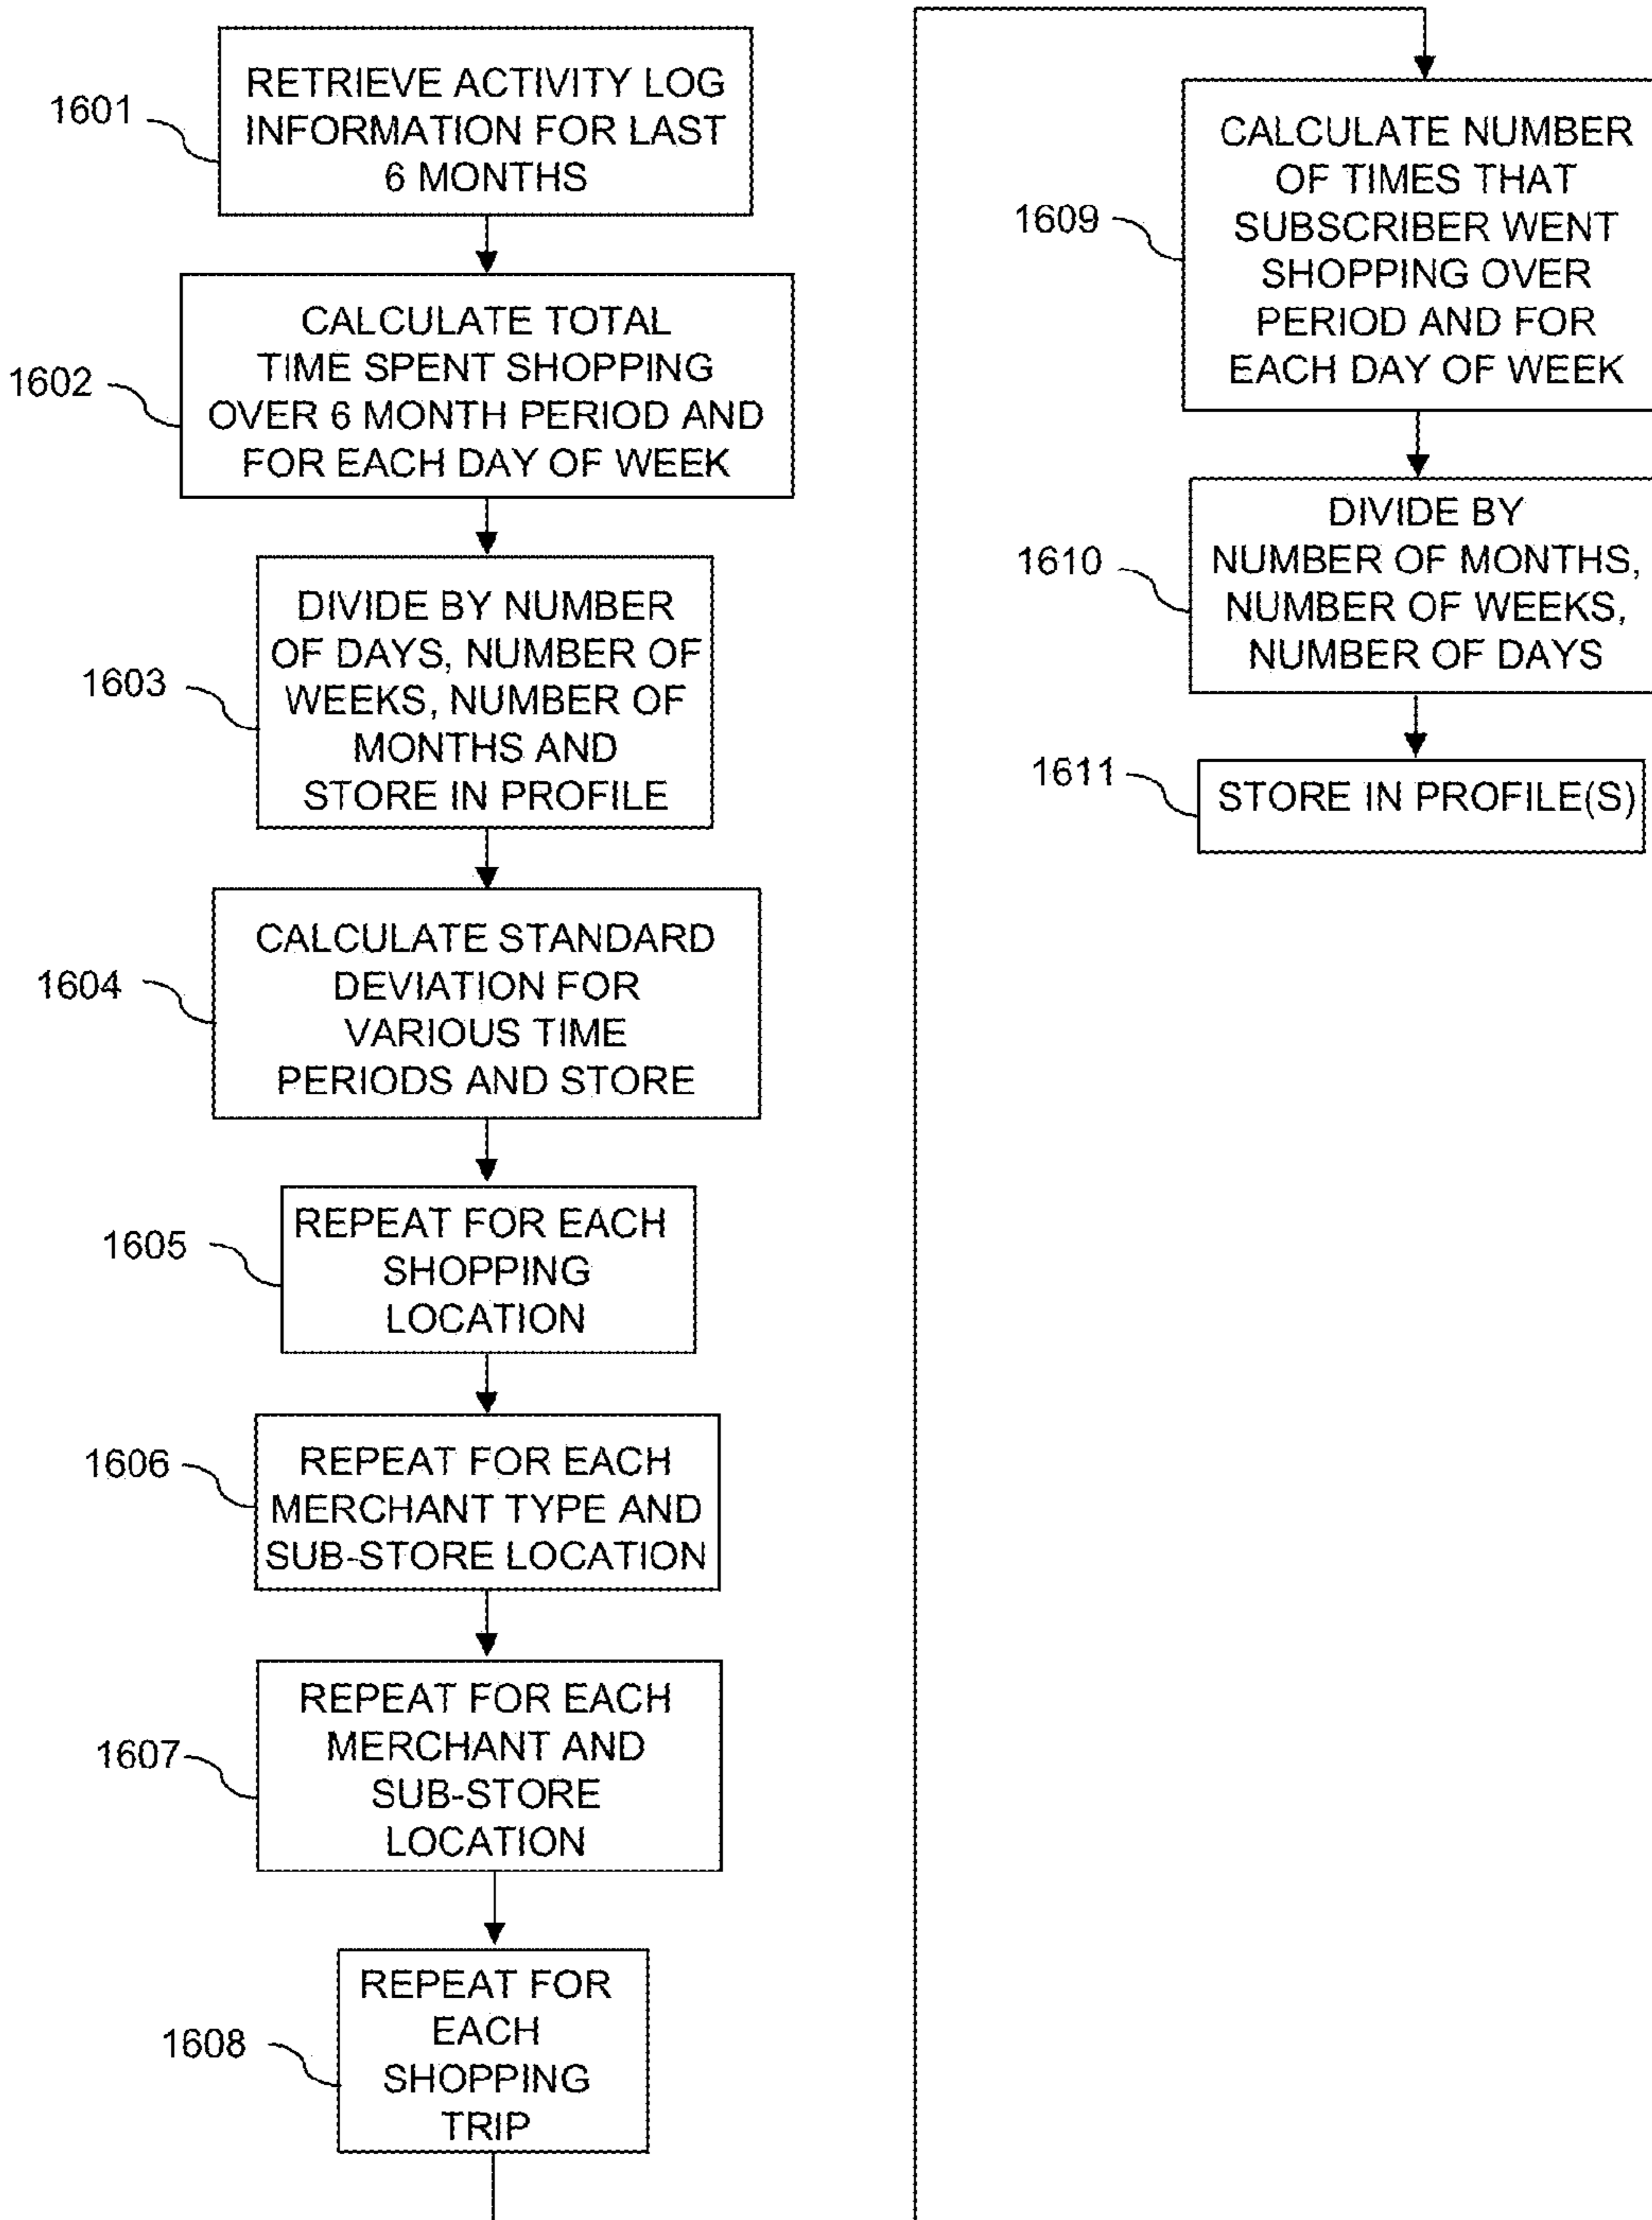 1601
RETRIEVE ACTIVITY LOG
INFORMATION FOR LAST
6 MONTHS
1602
CALCULATE TOTAL
TIME SPENT SHOPPING
OVER 6 MONTH PERIOD AND
FOR EACH DAY OF WEEK
1603
DIVIDE BY NUMBER
OF DAYS, NUMBER OF
WEEKS, NUMBER OF
MONTHS AND
STORE IN PROFILE
1604
CALCULATE STANDARD
DEVIATION FOR
VARIOUS TIME
PERIODS AND STORE
1605
REPEAT FOR EACH
SHOPPING
LOCATION
1606
REPEAT FOR EACH
MERCHANT TYPE AND
SUB-STORE LOCATION
1607
REPEAT FOR EACH
MERCHANT AND
SUB-STORE
LOCATION
1608
REPEAT FOR
EACH
SHOPPING
TRIP
1609
CALCULATE NUMBER
OF TIMES THAT
SUBSCRIBER WENT
SHOPPING OVER
PERIOD AND FOR
EACH DAY OF WEEK
1610
DIVIDE BY
NUMBER OF MONTHS,
NUMBER OF WEEKS,
NUMBER OF DAYS
1611
STORE IN PROFILE(S)